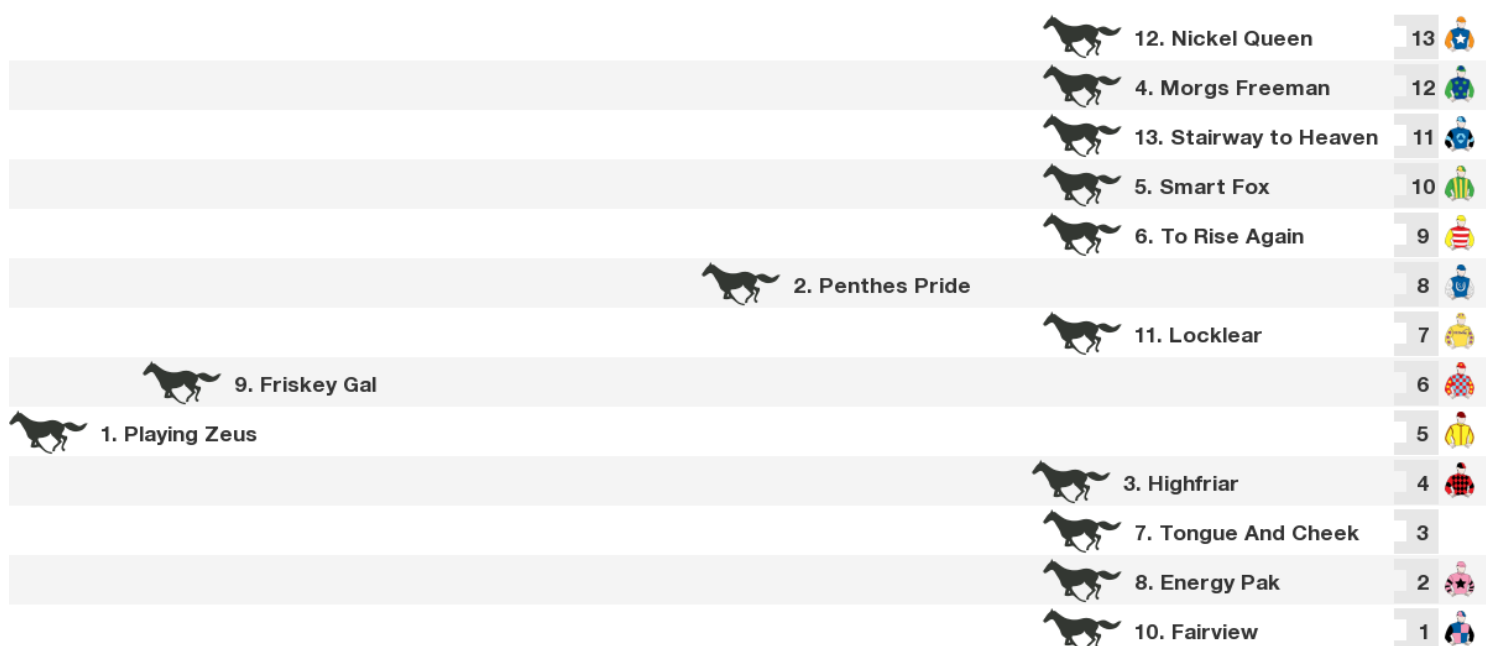 12. Nickel Queen 13
4. Morgs Freeman 12
13. Stairway to Heaven 11
5. Smart Fox 10
6. To Rise Again 9
2. Penthes Pride 8
11. Locklear 7
9. Friskey Gal 6
1. Playing Zeus 5
3. Highfriar 4
7. Tongue And Cheek 3
8. Energy Pak 2
10. Fairview 1